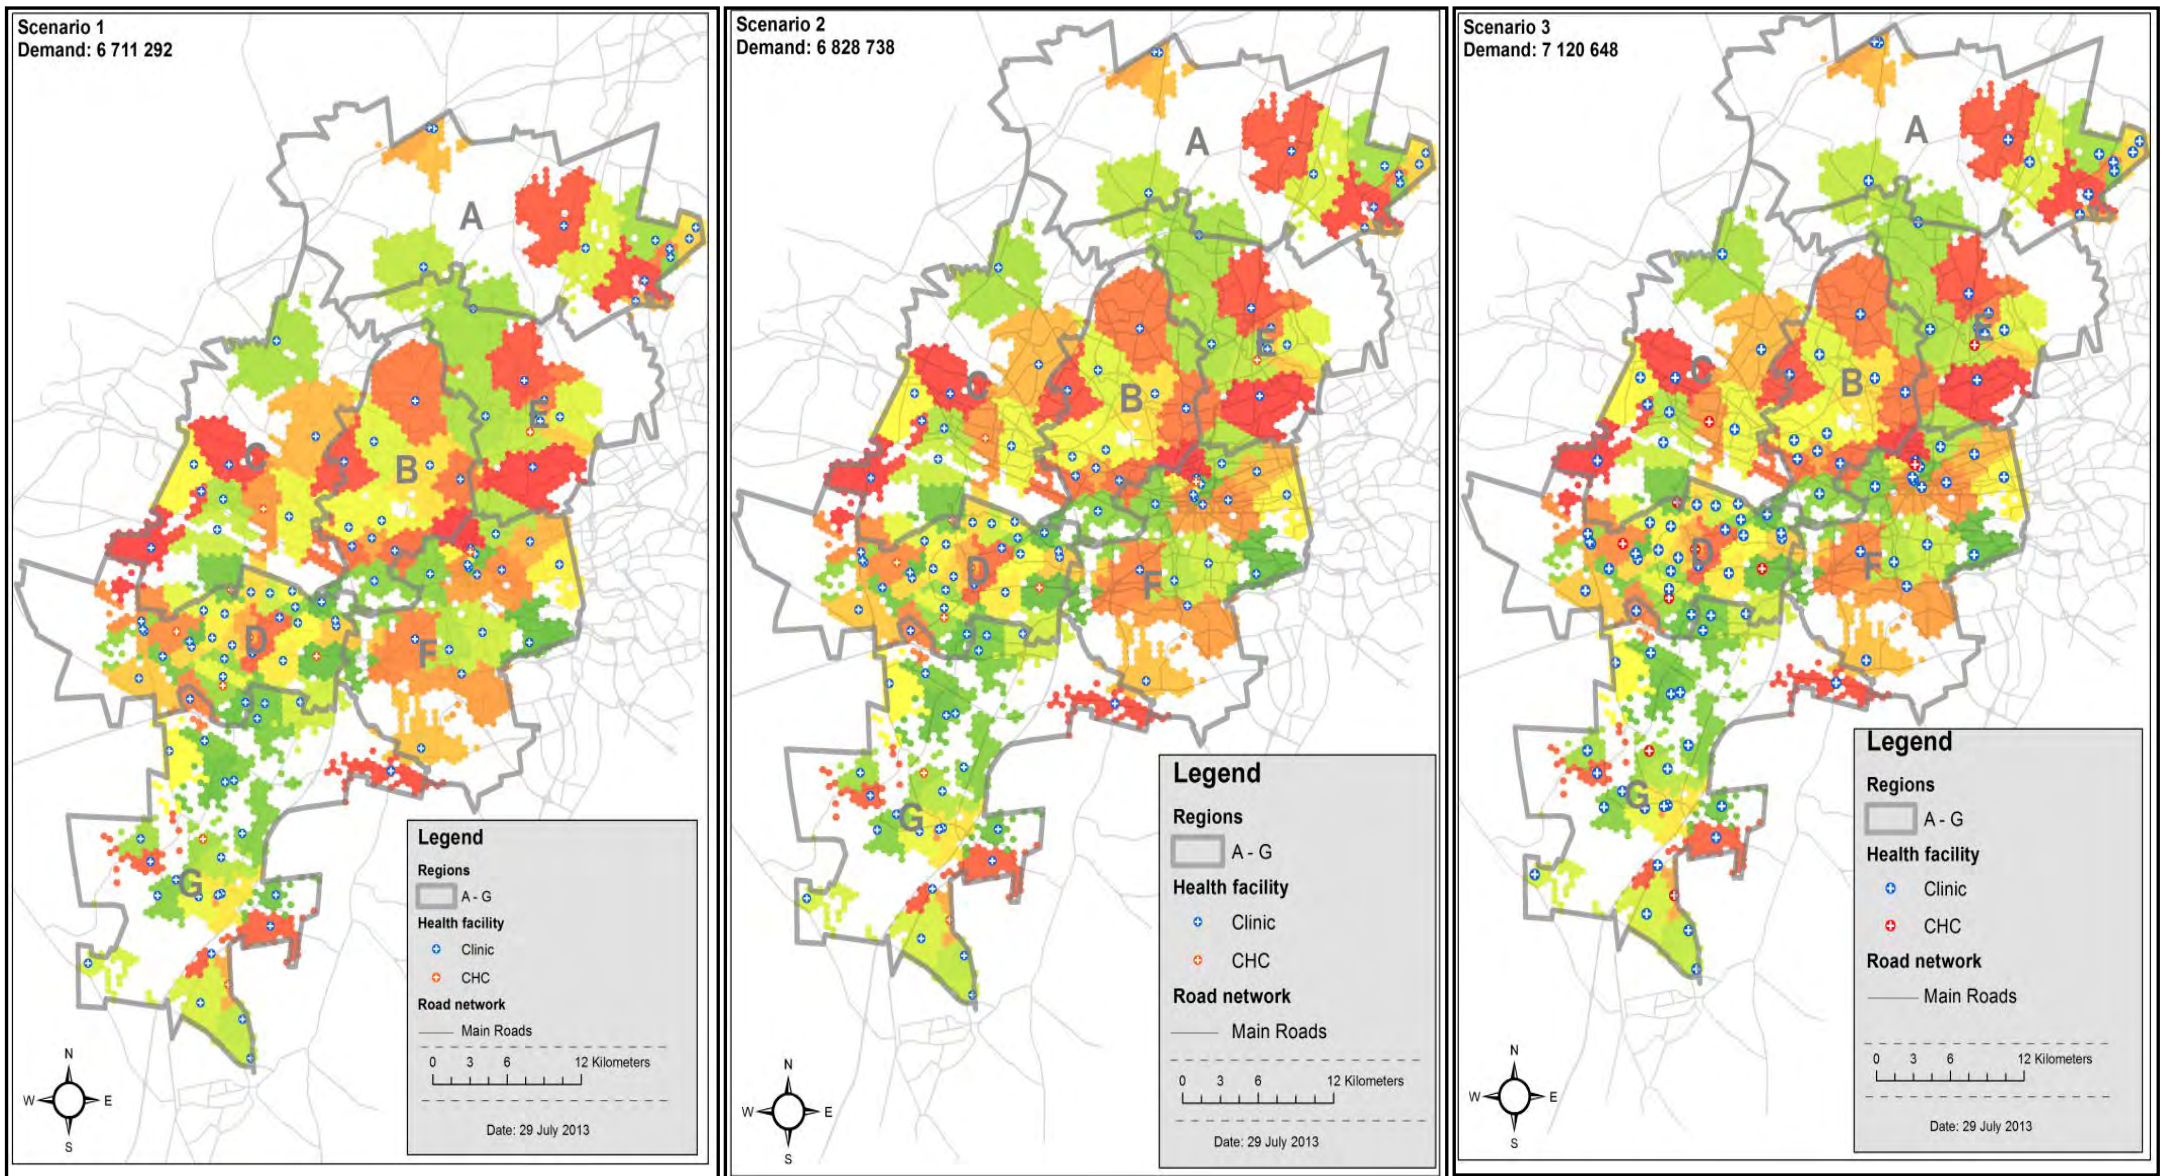 Scenario 1
Demand: 6 711 292
A
B
C
D
E
F
G
Legend
Regions
A - G
Health facility
Clinic
CHC
Road network
Main Roads
0 3 6 12 Kilometers
Date: 29 July 2013
N
W E
S
Scenario 2
Demand: 6 828 738
A
B
C
D
E
F
G
Legend
Regions
A - G
Health facility
Clinic
CHC
Road network
Main Roads
0 3 6 12 Kilometers
Date: 29 July 2013
N
W E
S
Scenario 3
Demand: 7 120 648
A
B
C
D
E
F
G
Legend
Regions
A - G
Health facility
Clinic
CHC
Road network
Main Roads
0 3 6 12 Kilometers
Date: 29 July 2013
N
W E
S